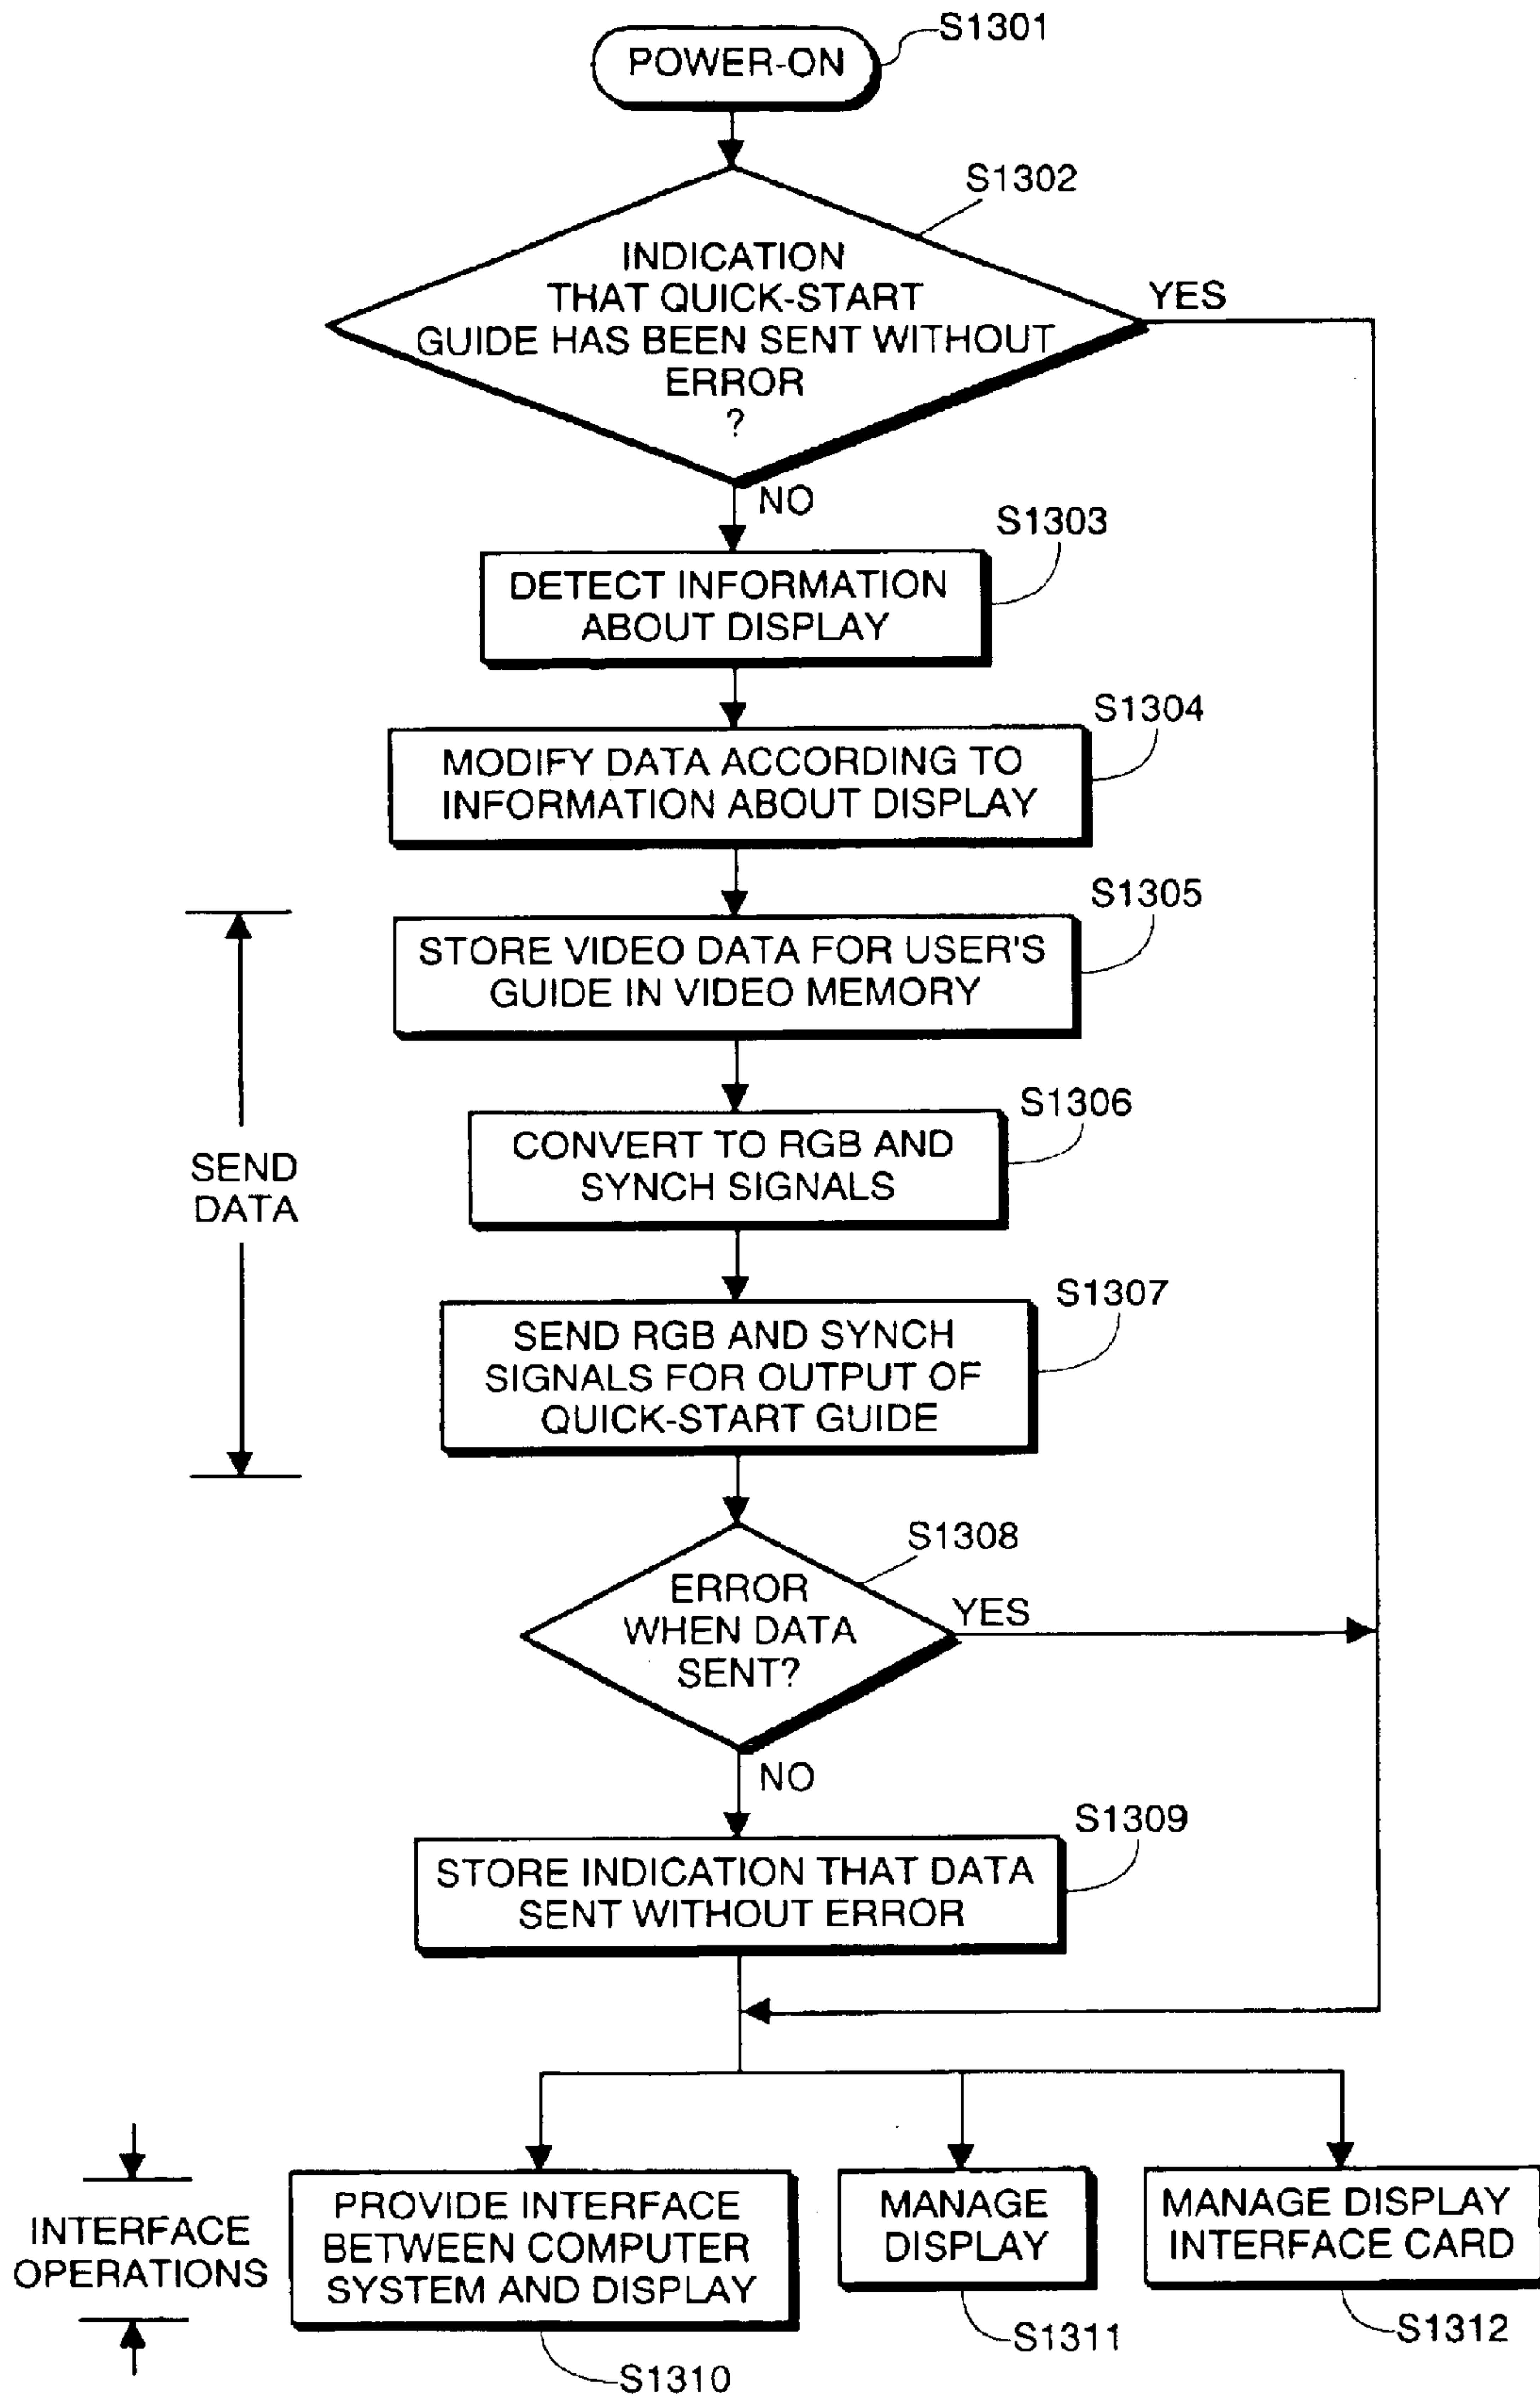 S1301
POWER-ON
S1302
INDICATION
THAT QUICK-START
GUIDE HAS BEEN SENT WITHOUT
ERROR
?
YES
NO
S1303
DETECT INFORMATION
ABOUT DISPLAY
S1304
MODIFY DATA ACCORDING TO
INFORMATION ABOUT DISPLAY
S1305
STORE VIDEO DATA FOR USER'S
GUIDE IN VIDEO MEMORY
SEND
DATA
S1306
CONVERT TO RGB AND
SYNCH SIGNALS
S1307
SEND RGB AND SYNCH
SIGNALS FOR OUTPUT OF
QUICK-START GUIDE
S1308
ERROR
WHEN DATA
SENT?
YES
NO
S1309
STORE INDICATION THAT DATA
SENT WITHOUT ERROR
INTERFACE
OPERATIONS
PROVIDE INTERFACE
BETWEEN COMPUTER
SYSTEM AND DISPLAY
S1310
MANAGE
DISPLAY
S1311
MANAGE DISPLAY
INTERFACE CARD
S1312